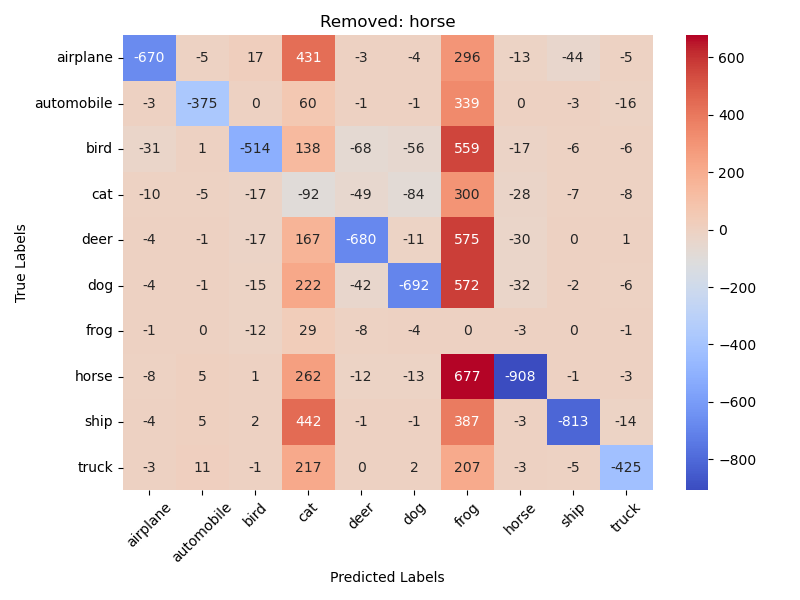 Removed: horse
airplane -670 -5 17 431 -3 -4 296 -13 -44 -5 600
automobile -3 -375 0 60 -1 -1 339 0 -3 -16 400
bird -31 1 -514 138 -68 -56 559 -17 -6 -6 200
cat -10 -5 -17 -92 -49 -84 300 -28 -7 -8
deer -4 -1 -17 167 -680 -11 575 -30 0 1 0
dog -4 -1 -15 222 -42 -692 572 -32 -2 -6 −200
frog -1 0 -12 29 -8 -4 0 -3 0 -1 −400
horse -8 5 1 262 -12 -13 677 -908 -1 -3 −600
ship -4 5 2 442 -1 -1 387 -3 -813 -14
truck -3 11 -1 217 0 2 207 -3 -5 -425 −800
airplane automobile bird cat deer dog frog horse ship truck
True Labels
Predicted Labels